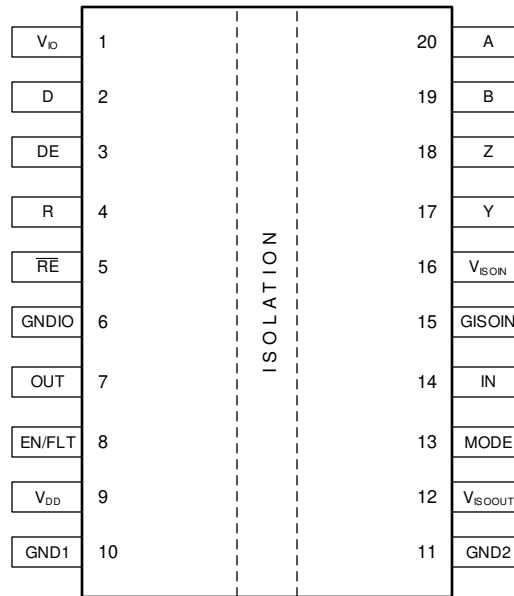 V_IO 1 20 A
D 2 19 B
DE 3 18 Z
R 4 17 Y
R̅E̅ 5 16 V_ISOIN
GNDIO 6 15 GISOIN
OUT 7 14 IN
EN/FLT 8 13 MODE
V_DD 9 12 V_ISOOUT
GND1 10 11 GND2
ISOLATION